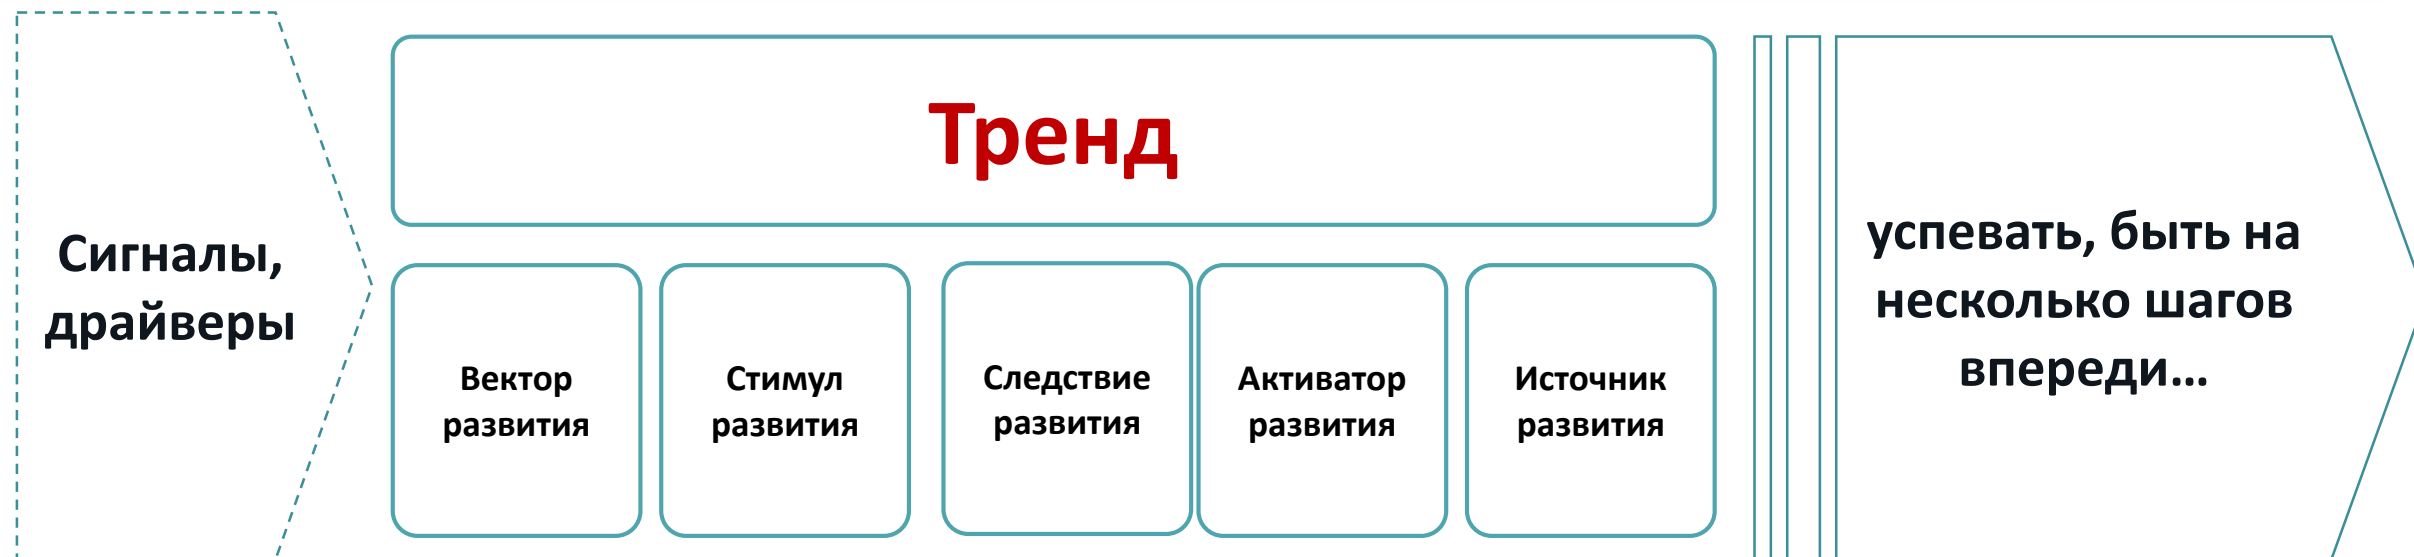 Сигналы,
драйверы
Тренд
Вектор
развития
Стимул
развития
Следствие
развития
Активатор
развития
Источник
развития
успевать, быть на
несколько шагов
впереди…